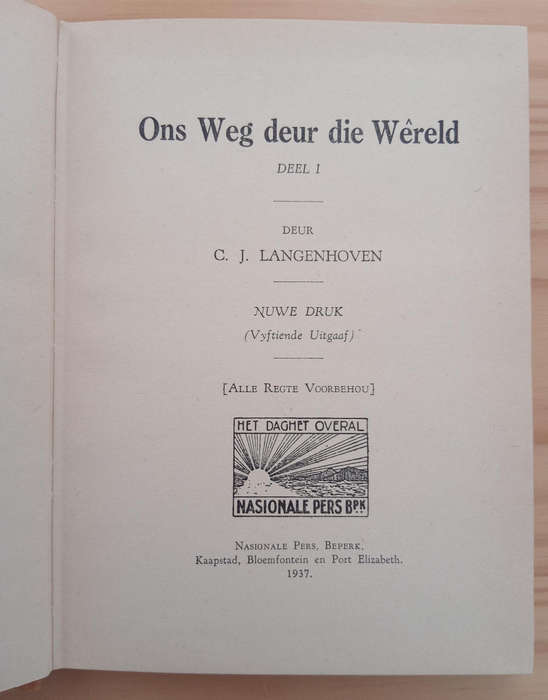 Ons Weg deur die Wêreld
DEEL I
DEUR
C. J. LANGENHOVEN
NUWE DRUK
(Vyftiende Uitgaaf)
[ALLE REGTE VOORBEHOU]
HET DAGHET OVERAL
NASIONALE PERS BPK
NASIONALE PERS, BEPERK,
Kaapstad, Bloemfontein en Port Elizabeth.
1937.